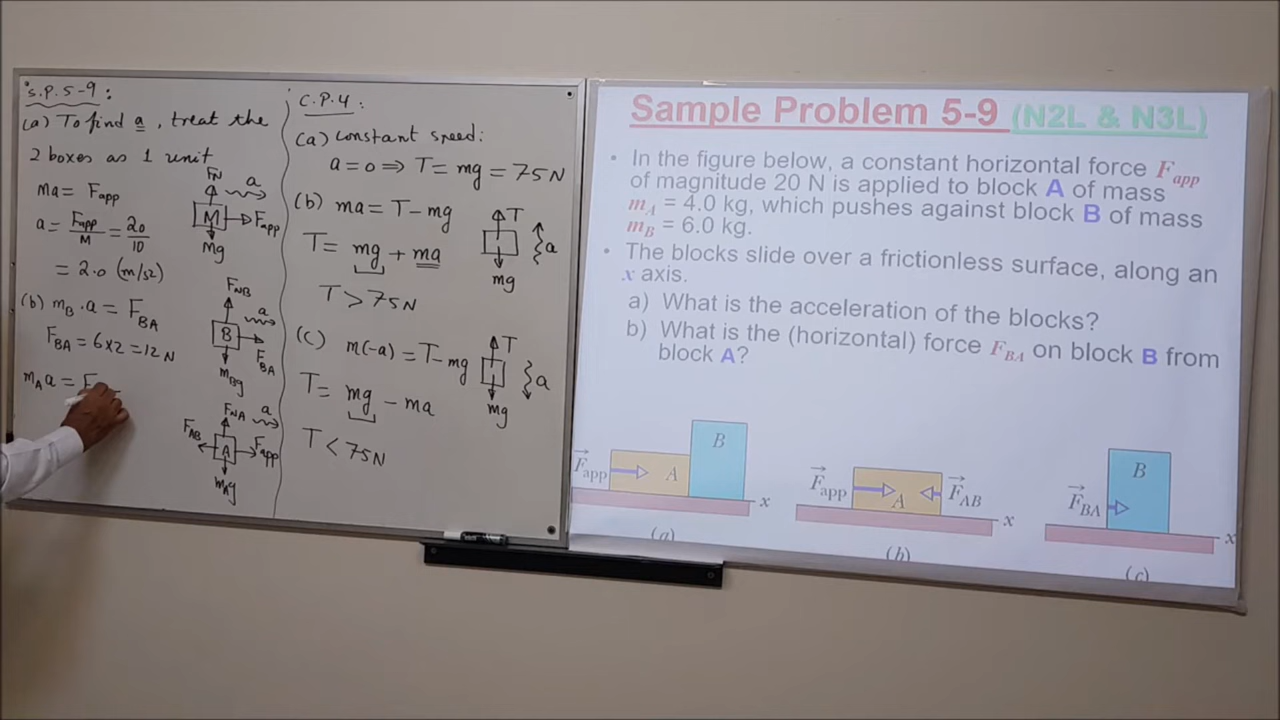 S.P. 5-9 :
(a) To find a, treat the
2 boxes as 1 unit
ma = Fapp
a = Fapp/M = 20/10
= 2.0 (m/s2)
FN
a
M
Fapp
Mg
(b) mB . a = FBA
FBA = 6x2 = 12 N
mA a = F
FNB
a
B
FBA
mBg
FNA
a
FAB
A
Fapp
mAg
C.P.4 :
(a) constant speed:
a = 0 ⟹ T = mg = 75N
(b) ma = T - mg
T = mg + ma
T > 75N
T
a
mg
(c) m(-a) = T - mg
T = mg - ma
T < 75N
T
a
mg
Sample Problem 5-9 (N2L & N3L)
• In the figure below, a constant horizontal force Fapp
of magnitude 20 N is applied to block A of mass
mA = 4.0 kg, which pushes against block B of mass
mB = 6.0 kg.
• The blocks slide over a frictionless surface, along an
x axis.
a) What is the acceleration of the blocks?
b) What is the (horizontal) force FBA on block B from
block A?
B
Fapp
A
x
(a)
Fapp
A
FAB
x
(b)
B
FBA
x
(c)